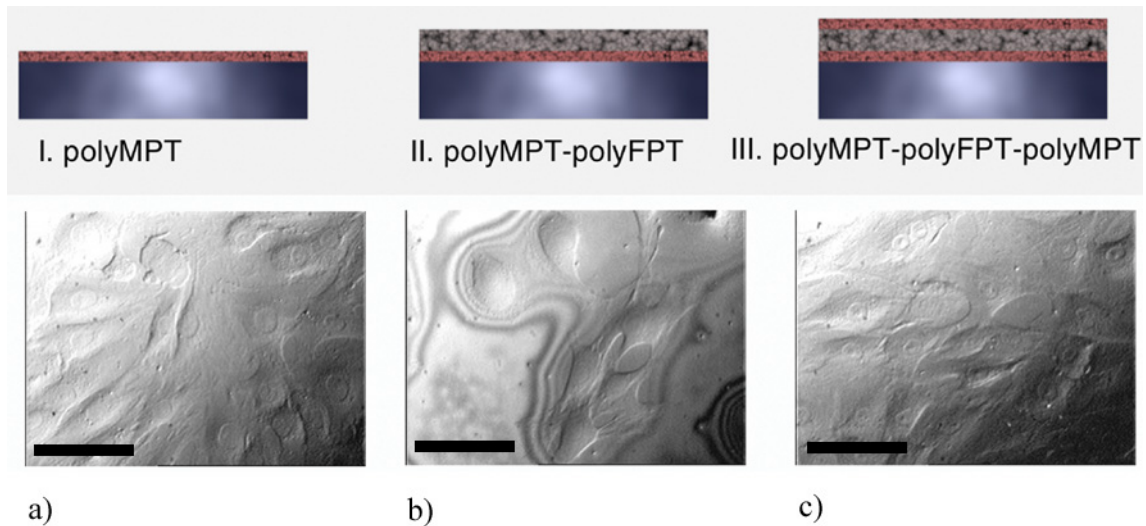 I. polyMPT
II. polyMPT-polyFPT
III. polyMPT-polyFPT-polyMPT
a)
b)
c)